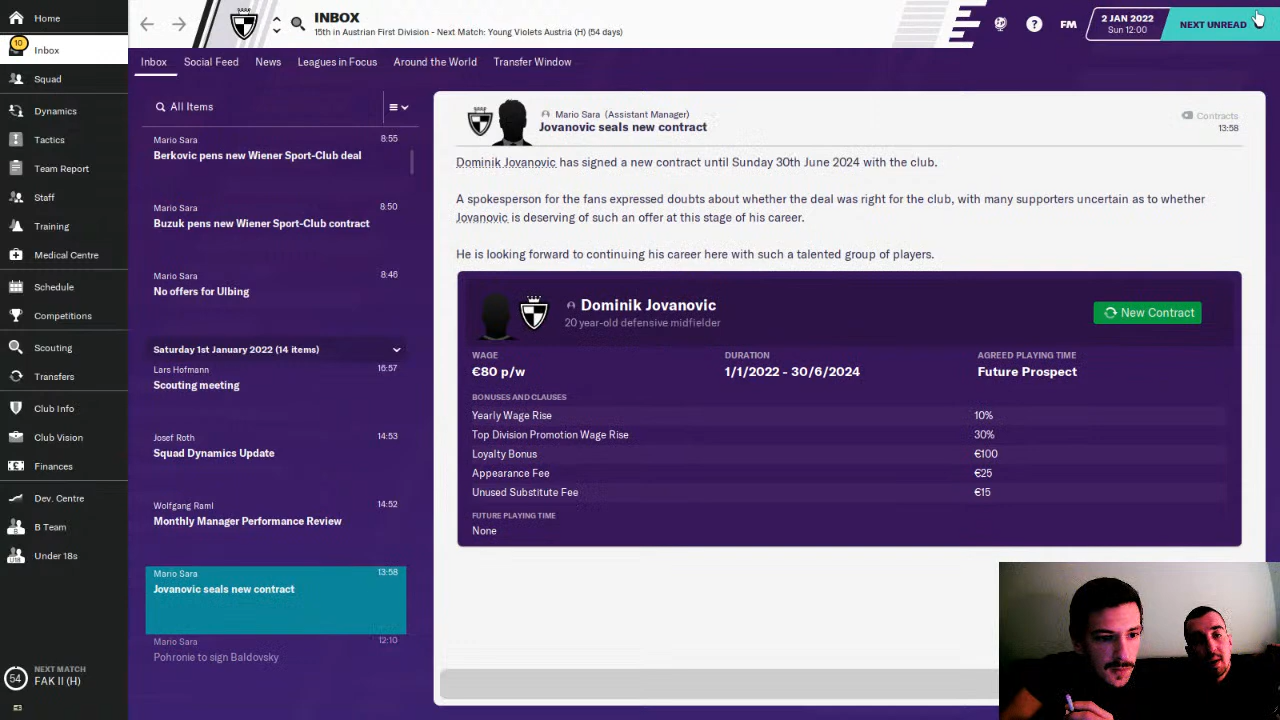 Home
10
Inbox
Squad
Dynamics
Tactics
Team Report
Staff
Training
Medical Centre
Schedule
Competitions
Scouting
Transfers
Club Info
Club Vision
Finances
Dev. Centre
B Team
Under 18s
54
NEXT MATCH
FAK II (H)
INBOX
15th in Austrian First Division - Next Match: Young Violets Austria (H) (54 days)
?
FM
2 JAN 2022
Sun 12:00
NEXT UNREAD
Inbox
Social Feed
News
Leagues in Focus
Around the World
Transfer Window
All Items
Mario Sara
8:55
Berkovic pens new Wiener Sport-Club deal
Mario Sara
8:50
Buzuk pens new Wiener Sport-Club contract
Mario Sara
8:46
No offers for Ulbing
Saturday 1st January 2022 (14 items)
Lars Hofmann
16:57
Scouting meeting
Josef Roth
14:53
Squad Dynamics Update
Wolfgang Raml
14:52
Monthly Manager Performance Review
Mario Sara
13:58
Jovanovic seals new contract
Mario Sara
12:10
Pohronie to sign Baldovsky
Mario Sara (Assistant Manager)
Jovanovic seals new contract
Contracts
13:58
Dominik Jovanovic has signed a new contract until Sunday 30th June 2024 with the club.
A spokesperson for the fans expressed doubts about whether the deal was right for the club, with many supporters uncertain as to whether
Jovanovic is deserving of such an offer at this stage of his career.
He is looking forward to continuing his career here with such a talented group of players.
Dominik Jovanovic
20 year-old defensive midfielder
New Contract
WAGE
DURATION
AGREED PLAYING TIME
€80 p/w
1/1/2022 - 30/6/2024
Future Prospect
BONUSES AND CLAUSES
Yearly Wage Rise
10%
Top Division Promotion Wage Rise
30%
Loyalty Bonus
€100
Appearance Fee
€25
Unused Substitute Fee
€15
FUTURE PLAYING TIME
None